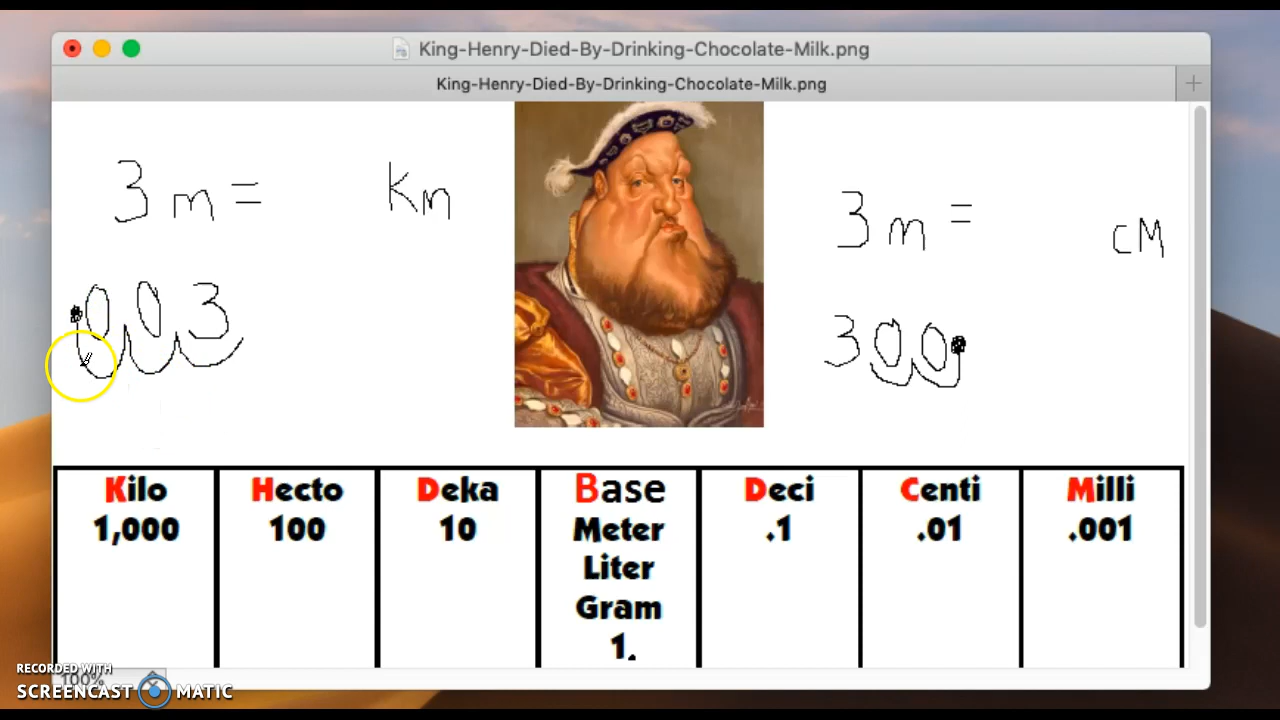 King-Henry-Died-By-Drinking-Chocolate-Milk.png
King-Henry-Died-By-Drinking-Chocolate-Milk.png
3 m = km
3 m = cM
.003
300.
Kilo Hecto Deka Base Deci Centi Milli
1,000 100 10 Meter .1 .01 .001
Liter
Gram
1.
RECORDED WITH
100%
SCREENCAST MATIC